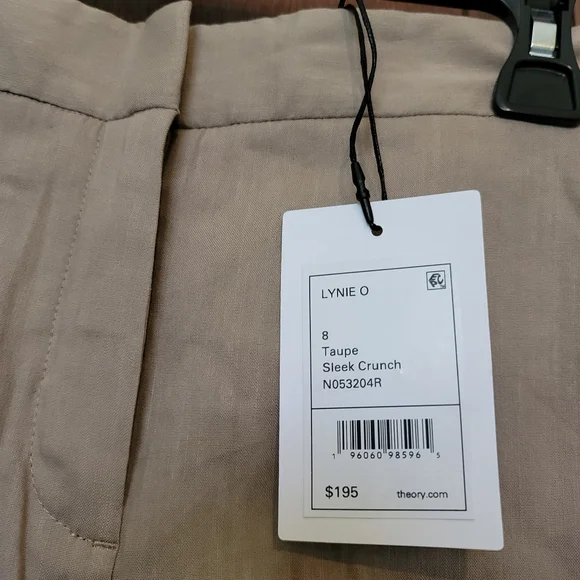 LYNIE O
8
Taupe
Sleek Crunch
N053204R
1 96060 98596 5
$195 theory.com